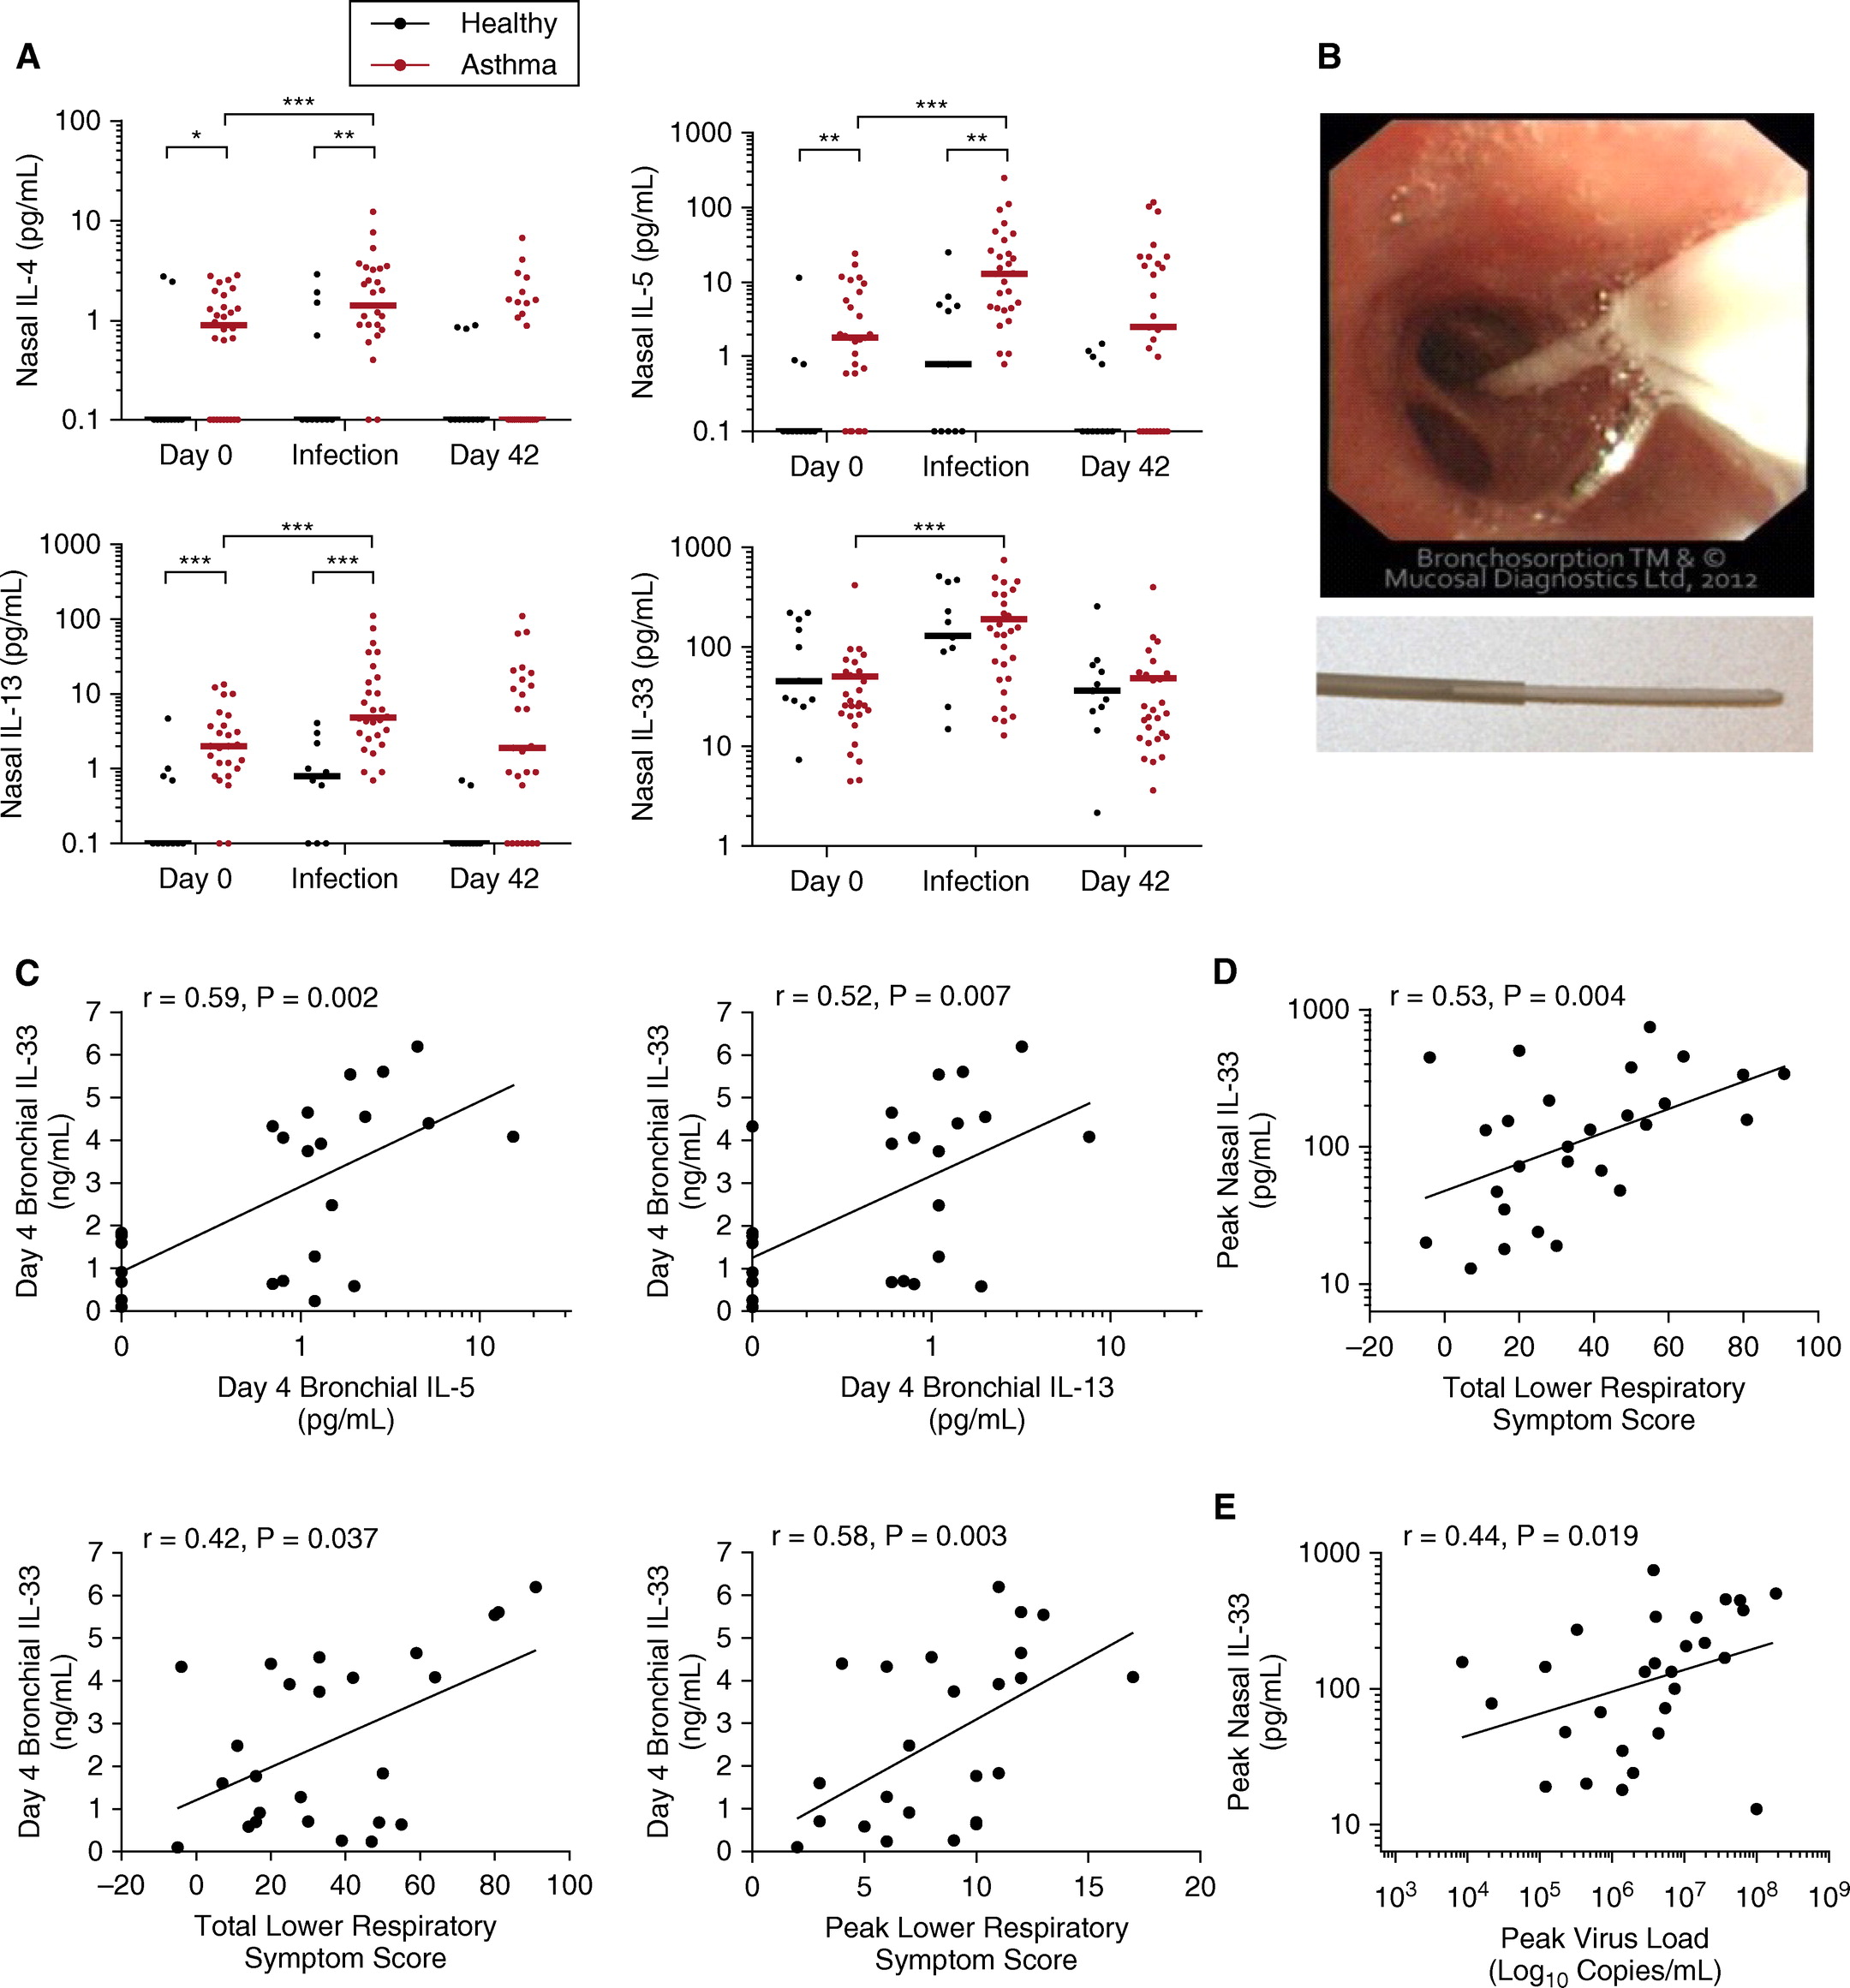 Healthy
Asthma
A
Nasal IL-4 (pg/mL)
100
10
1
0.1
*
***
**
Day 0
Infection
Day 42
Nasal IL-5 (pg/mL)
1000
100
10
1
0.1
**
***
**
Day 0
Infection
Day 42
B
Bronchosorption TM & ©
Mucosal Diagnostics Ltd, 2012
Nasal IL-13 (pg/mL)
1000
100
10
1
0.1
***
***
***
Day 0
Infection
Day 42
Nasal IL-33 (pg/mL)
1000
100
10
1
***
Day 0
Infection
Day 42
C
r = 0.59, P = 0.002
Day 4 Bronchial IL-33
(ng/mL)
7
6
5
4
3
2
1
0
0 1 10
Day 4 Bronchial IL-5
(pg/mL)
r = 0.52, P = 0.007
Day 4 Bronchial IL-33
(ng/mL)
7
6
5
4
3
2
1
0
0 1 10
Day 4 Bronchial IL-13
(pg/mL)
D
r = 0.53, P = 0.004
Peak Nasal IL-33
(pg/mL)
1000
100
10
–20 0 20 40 60 80 100
Total Lower Respiratory
Symptom Score
r = 0.42, P = 0.037
Day 4 Bronchial IL-33
(ng/mL)
7
6
5
4
3
2
1
0
–20 0 20 40 60 80 100
Total Lower Respiratory
Symptom Score
r = 0.58, P = 0.003
Day 4 Bronchial IL-33
(ng/mL)
7
6
5
4
3
2
1
0
0 5 10 15 20
Peak Lower Respiratory
Symptom Score
E
r = 0.44, P = 0.019
Peak Nasal IL-33
(pg/mL)
1000
100
10
10³ 10⁴ 10⁵ 10⁶ 10⁷ 10⁸ 10⁹
Peak Virus Load
(Log₁₀ Copies/mL)